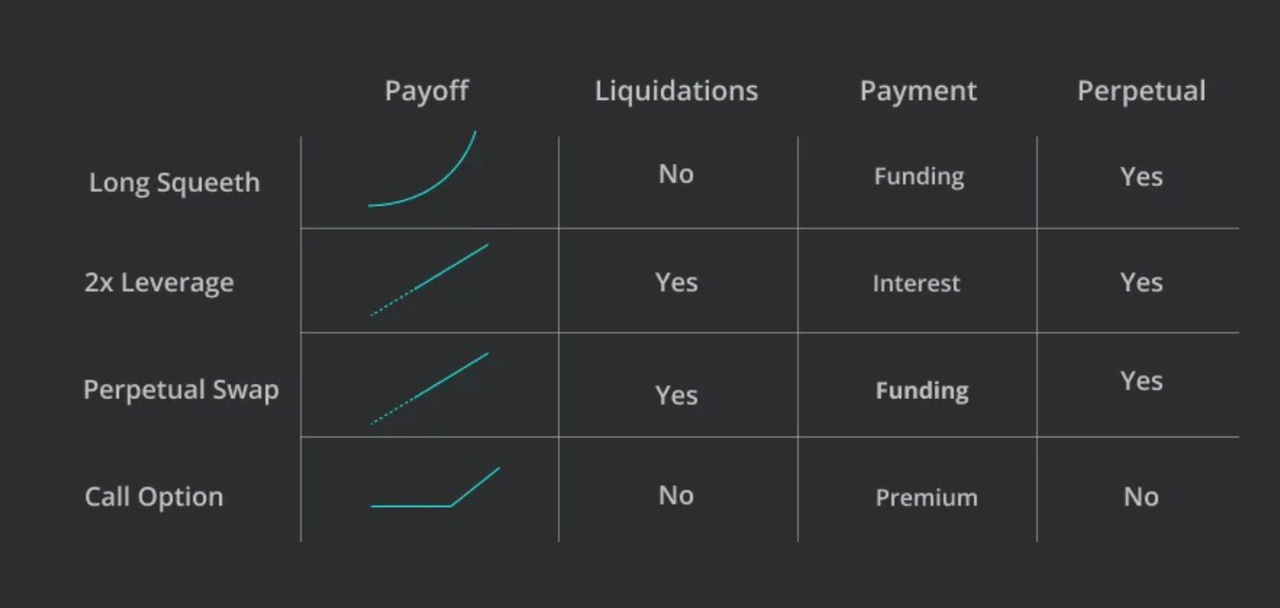 Payoff Liquidations Payment Perpetual
Long Squeeth No Funding Yes
2x Leverage Yes Interest Yes
Perpetual Swap Yes Funding Yes
Call Option No Premium No